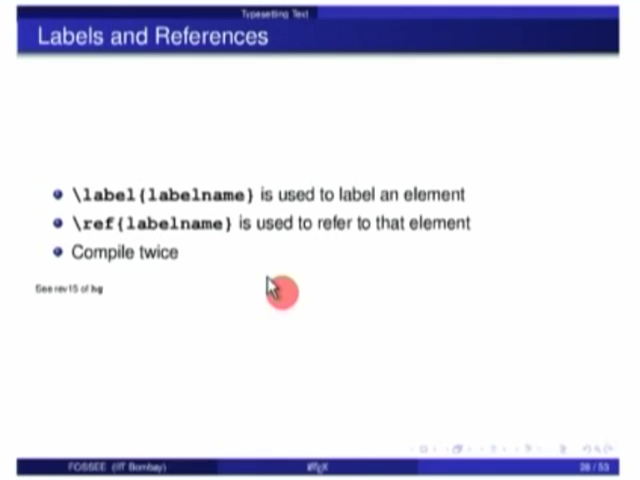 Typesetting Text
Labels and References
\label{labelname} is used to label an element
\ref{labelname} is used to refer to that element
Compile twice
See rev15 of hg
FOSSEE (IIT Bombay)
LATEX
28 / 53